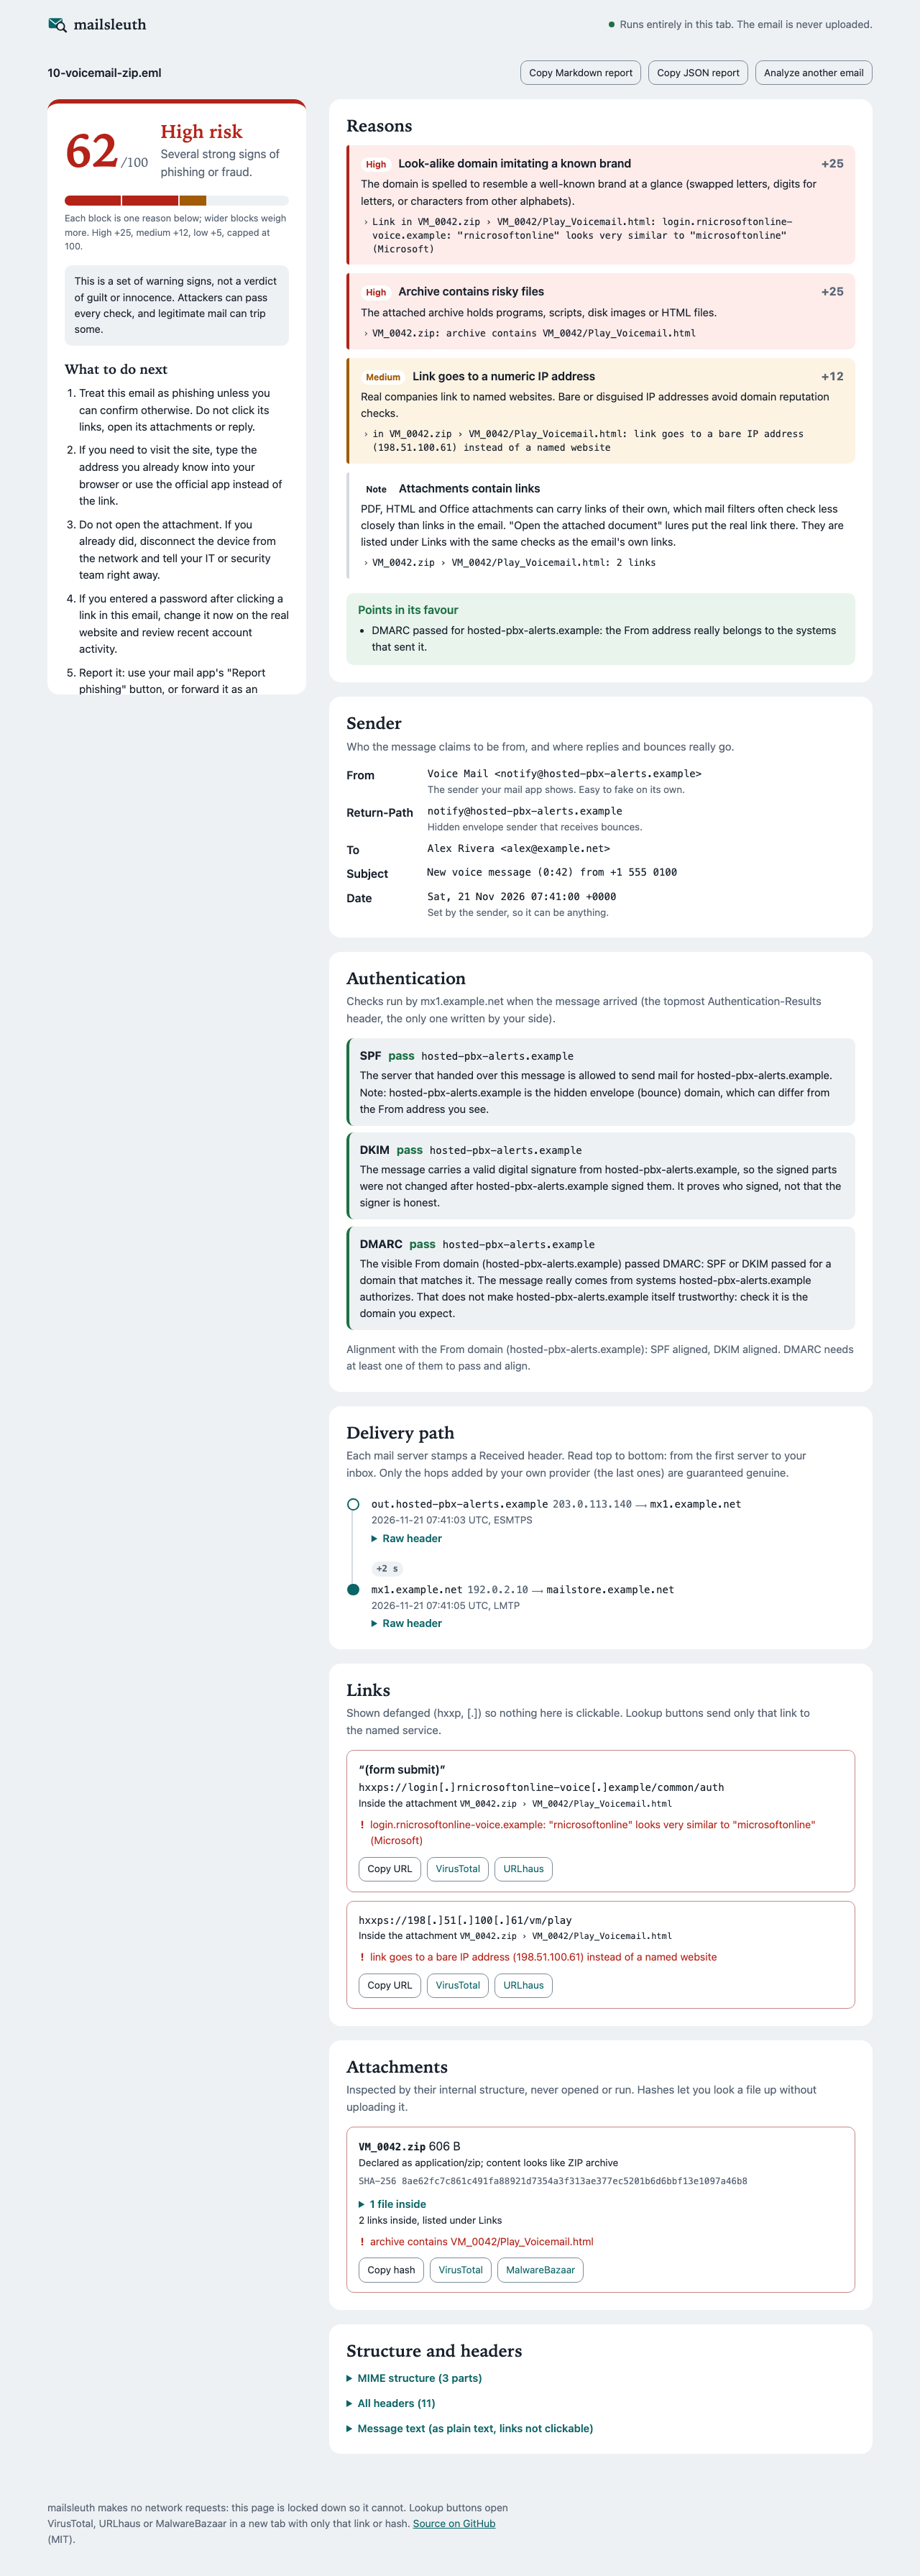 mailsleuth
Runs entirely in this tab. The email is never uploaded.
10-voicemail-zip.eml
Copy Markdown report
Copy JSON report
Analyze another email
62/100
High risk
Several strong signs of
phishing or fraud.
Each block is one reason below; wider blocks weigh
more. High +25, medium +12, low +5, capped at
100.
This is a set of warning signs, not a verdict
of guilt or innocence. Attackers can pass
every check, and legitimate mail can trip
some.
What to do next
1. Treat this email as phishing unless you
can confirm otherwise. Do not click its
links, open its attachments or reply.
2. If you need to visit the site, type the
address you already know into your
browser or use the official app instead of
the link.
3. Do not open the attachment. If you
already did, disconnect the device from
the network and tell your IT or security
team right away.
4. If you entered a password after clicking a
link in this email, change it now on the real
website and review recent account
activity.
5. Report it: use your mail app's "Report
phishing" button, or forward it as an
Reasons
High Look-alike domain imitating a known brand +25
The domain is spelled to resemble a well-known brand at a glance (swapped letters, digits for
letters, or characters from other alphabets).
› Link in VM_0042.zip › VM_0042/Play_Voicemail.html: login.rnicrosoftonline-
voice.example: "rnicrosoftonline" looks very similar to "microsoftonline"
(Microsoft)
High Archive contains risky files +25
The attached archive holds programs, scripts, disk images or HTML files.
› VM_0042.zip: archive contains VM_0042/Play_Voicemail.html
Medium Link goes to a numeric IP address +12
Real companies link to named websites. Bare or disguised IP addresses avoid domain reputation
checks.
› in VM_0042.zip › VM_0042/Play_Voicemail.html: link goes to a bare IP address
(198.51.100.61) instead of a named website
Note Attachments contain links
PDF, HTML and Office attachments can carry links of their own, which mail filters often check less
closely than links in the email. "Open the attached document" lures put the real link there. They are
listed under Links with the same checks as the email's own links.
› VM_0042.zip › VM_0042/Play_Voicemail.html: 2 links
Points in its favour
• DMARC passed for hosted-pbx-alerts.example: the From address really belongs to the systems
that sent it.
Sender
Who the message claims to be from, and where replies and bounces really go.
From Voice Mail <notify@hosted-pbx-alerts.example>
The sender your mail app shows. Easy to fake on its own.
Return-Path notify@hosted-pbx-alerts.example
Hidden envelope sender that receives bounces.
To Alex Rivera <alex@example.net>
Subject New voice message (0:42) from +1 555 0100
Date Sat, 21 Nov 2026 07:41:00 +0000
Set by the sender, so it can be anything.
Authentication
Checks run by mx1.example.net when the message arrived (the topmost Authentication-Results
header, the only one written by your side).
SPF pass hosted-pbx-alerts.example
The server that handed over this message is allowed to send mail for hosted-pbx-alerts.example.
Note: hosted-pbx-alerts.example is the hidden envelope (bounce) domain, which can differ from
the From address you see.
DKIM pass hosted-pbx-alerts.example
The message carries a valid digital signature from hosted-pbx-alerts.example, so the signed parts
were not changed after hosted-pbx-alerts.example signed them. It proves who signed, not that the
signer is honest.
DMARC pass hosted-pbx-alerts.example
The visible From domain (hosted-pbx-alerts.example) passed DMARC: SPF or DKIM passed for a
domain that matches it. The message really comes from systems hosted-pbx-alerts.example
authorizes. That does not make hosted-pbx-alerts.example itself trustworthy: check it is the
domain you expect.
Alignment with the From domain (hosted-pbx-alerts.example): SPF aligned, DKIM aligned. DMARC needs
at least one of them to pass and align.
Delivery path
Each mail server stamps a Received header. Read top to bottom: from the first server to your
inbox. Only the hops added by your own provider (the last ones) are guaranteed genuine.
out.hosted-pbx-alerts.example 203.0.113.140 → mx1.example.net
2026-11-21 07:41:03 UTC, ESMTPS
▶ Raw header
+2 s
mx1.example.net 192.0.2.10 → mailstore.example.net
2026-11-21 07:41:05 UTC, LMTP
▶ Raw header
Links
Shown defanged (hxxp, [.]) so nothing here is clickable. Lookup buttons send only that link to
the named service.
“(form submit)”
hxxps://login[.]rnicrosoftonline-voice[.]example/common/auth
Inside the attachment VM_0042.zip › VM_0042/Play_Voicemail.html
! login.rnicrosoftonline-voice.example: "rnicrosoftonline" looks very similar to "microsoftonline"
(Microsoft)
Copy URL
VirusTotal
URLhaus
hxxps://198[.]51[.]100[.]61/vm/play
Inside the attachment VM_0042.zip › VM_0042/Play_Voicemail.html
! link goes to a bare IP address (198.51.100.61) instead of a named website
Copy URL
VirusTotal
URLhaus
Attachments
Inspected by their internal structure, never opened or run. Hashes let you look a file up without
uploading it.
VM_0042.zip 606 B
Declared as application/zip; content looks like ZIP archive
SHA-256 8ae62fc7c861c491fa88921d7354a3f313ae377ec5201b6d6bbf13e1097a46b8
▶ 1 file inside
2 links inside, listed under Links
! archive contains VM_0042/Play_Voicemail.html
Copy hash
VirusTotal
MalwareBazaar
Structure and headers
▶ MIME structure (3 parts)
▶ All headers (11)
▶ Message text (as plain text, links not clickable)
mailsleuth makes no network requests: this page is locked down so it cannot. Lookup buttons open
VirusTotal, URLhaus or MalwareBazaar in a new tab with only that link or hash. Source on GitHub
(MIT).